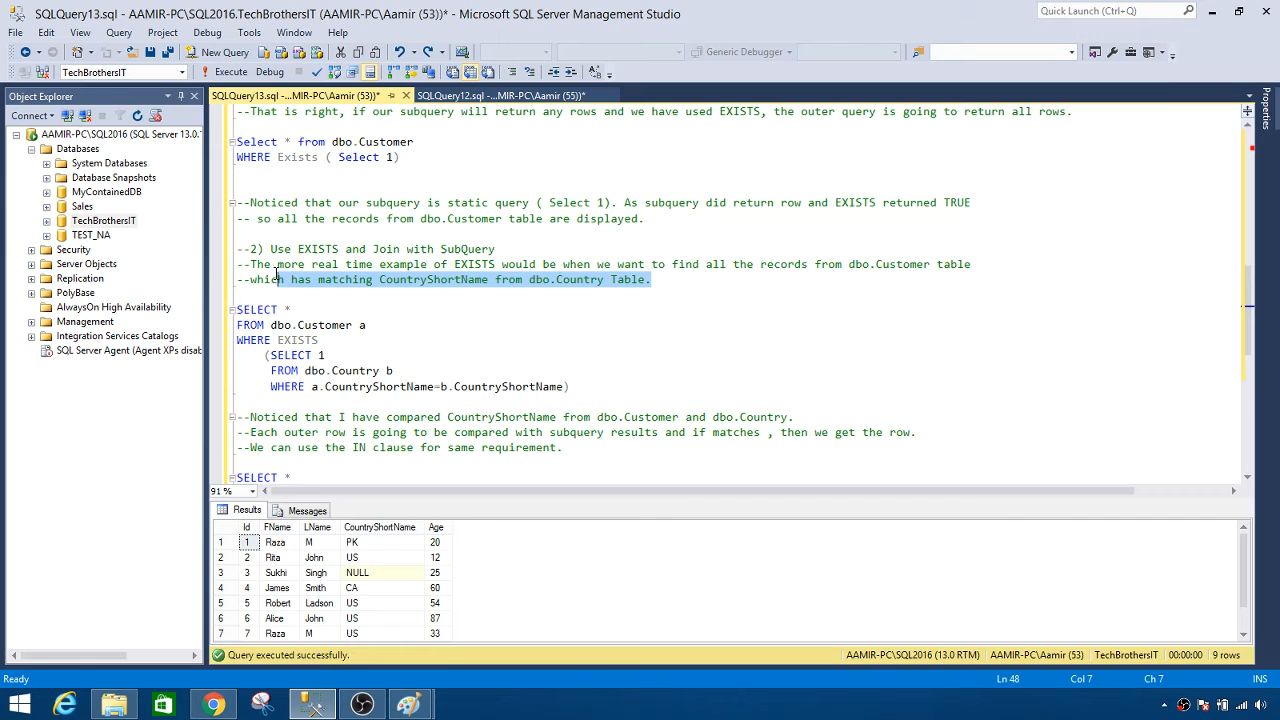 SQLQuery13.sql - AAMIR-PC\SQL2016.TechBrothersIT (AAMIR-PC\Aamir (53))* - Microsoft SQL Server Management Studio
Quick Launch (Ctrl+Q)
File Edit View Query Project Debug Tools Window Help
New Query Generic Debugger
TechBrothersIT Execute Debug
Object Explorer
SQLQuery13.sql -...MIR-PC\Aamir (53))* SQLQuery12.sql -...MIR-PC\Aamir (55))*
Properties
Connect
AAMIR-PC\SQL2016 (SQL Server 13.0.
Databases
System Databases
Database Snapshots
MyContainedDB
Sales
TechBrothersIT
TEST_NA
Security
Server Objects
Replication
PolyBase
AlwaysOn High Availability
Management
Integration Services Catalogs
SQL Server Agent (Agent XPs disab
--That is right, if our subquery will return any rows and we have used EXISTS, the outer query is going to return all rows.
Select * from dbo.Customer
WHERE Exists ( Select 1)
--Noticed that our subquery is static query ( Select 1). As subquery did return row and EXISTS returned TRUE
-- so all the records from dbo.Customer table are displayed.
--2) Use EXISTS and Join with SubQuery
--The more real time example of EXISTS would be when we want to find all the records from dbo.Customer table
--which has matching CountryShortName from dbo.Country Table.
SELECT *
FROM dbo.Customer a
WHERE EXISTS
(SELECT 1
FROM dbo.Country b
WHERE a.CountryShortName=b.CountryShortName)
--Noticed that I have compared CountryShortName from dbo.Customer and dbo.Country.
--Each outer row is going to be compared with subquery results and if matches , then we get the row.
--We can use the IN clause for same requirement.
SELECT *
91 %
Results Messages
Id FName LName CountryShortName Age
1 1 Raza M PK 20
2 2 Rita John US 12
3 3 Sukhi Singh NULL 25
4 4 James Smith CA 60
5 5 Robert Ladson US 54
6 6 Alice John US 87
7 7 Raza M US 33
Query executed successfully. AAMIR-PC\SQL2016 (13.0 RTM) AAMIR-PC\Aamir (53) TechBrothersIT 00:00:00 9 rows
Ready Ln 48 Col 7 Ch 7 INS